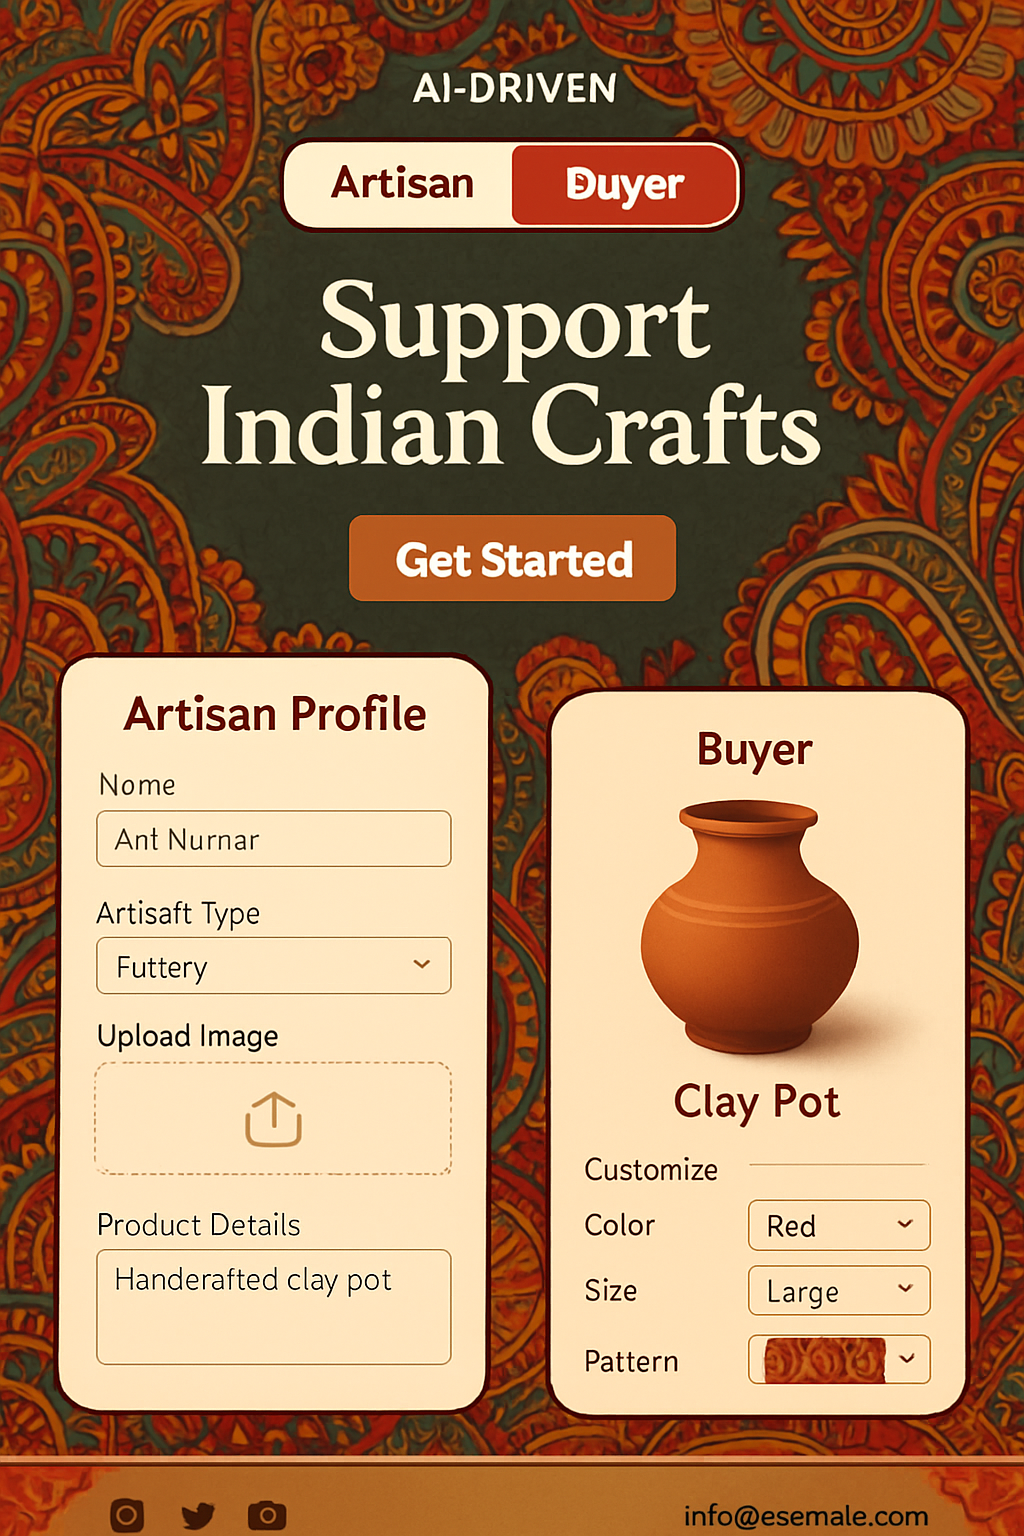 AI-DRIVEN
Artisan
Buyer
Support
Indian Crafts
Get Started
Artisan Profile
Nome
Ant Nurnar
Artisaft Type
Futtery
Upload Image
Product Details
Handerafted clay pot
Buyer
Clay Pot
Customize
Color
Red
Size
Large
Pattern
info@esemale.com